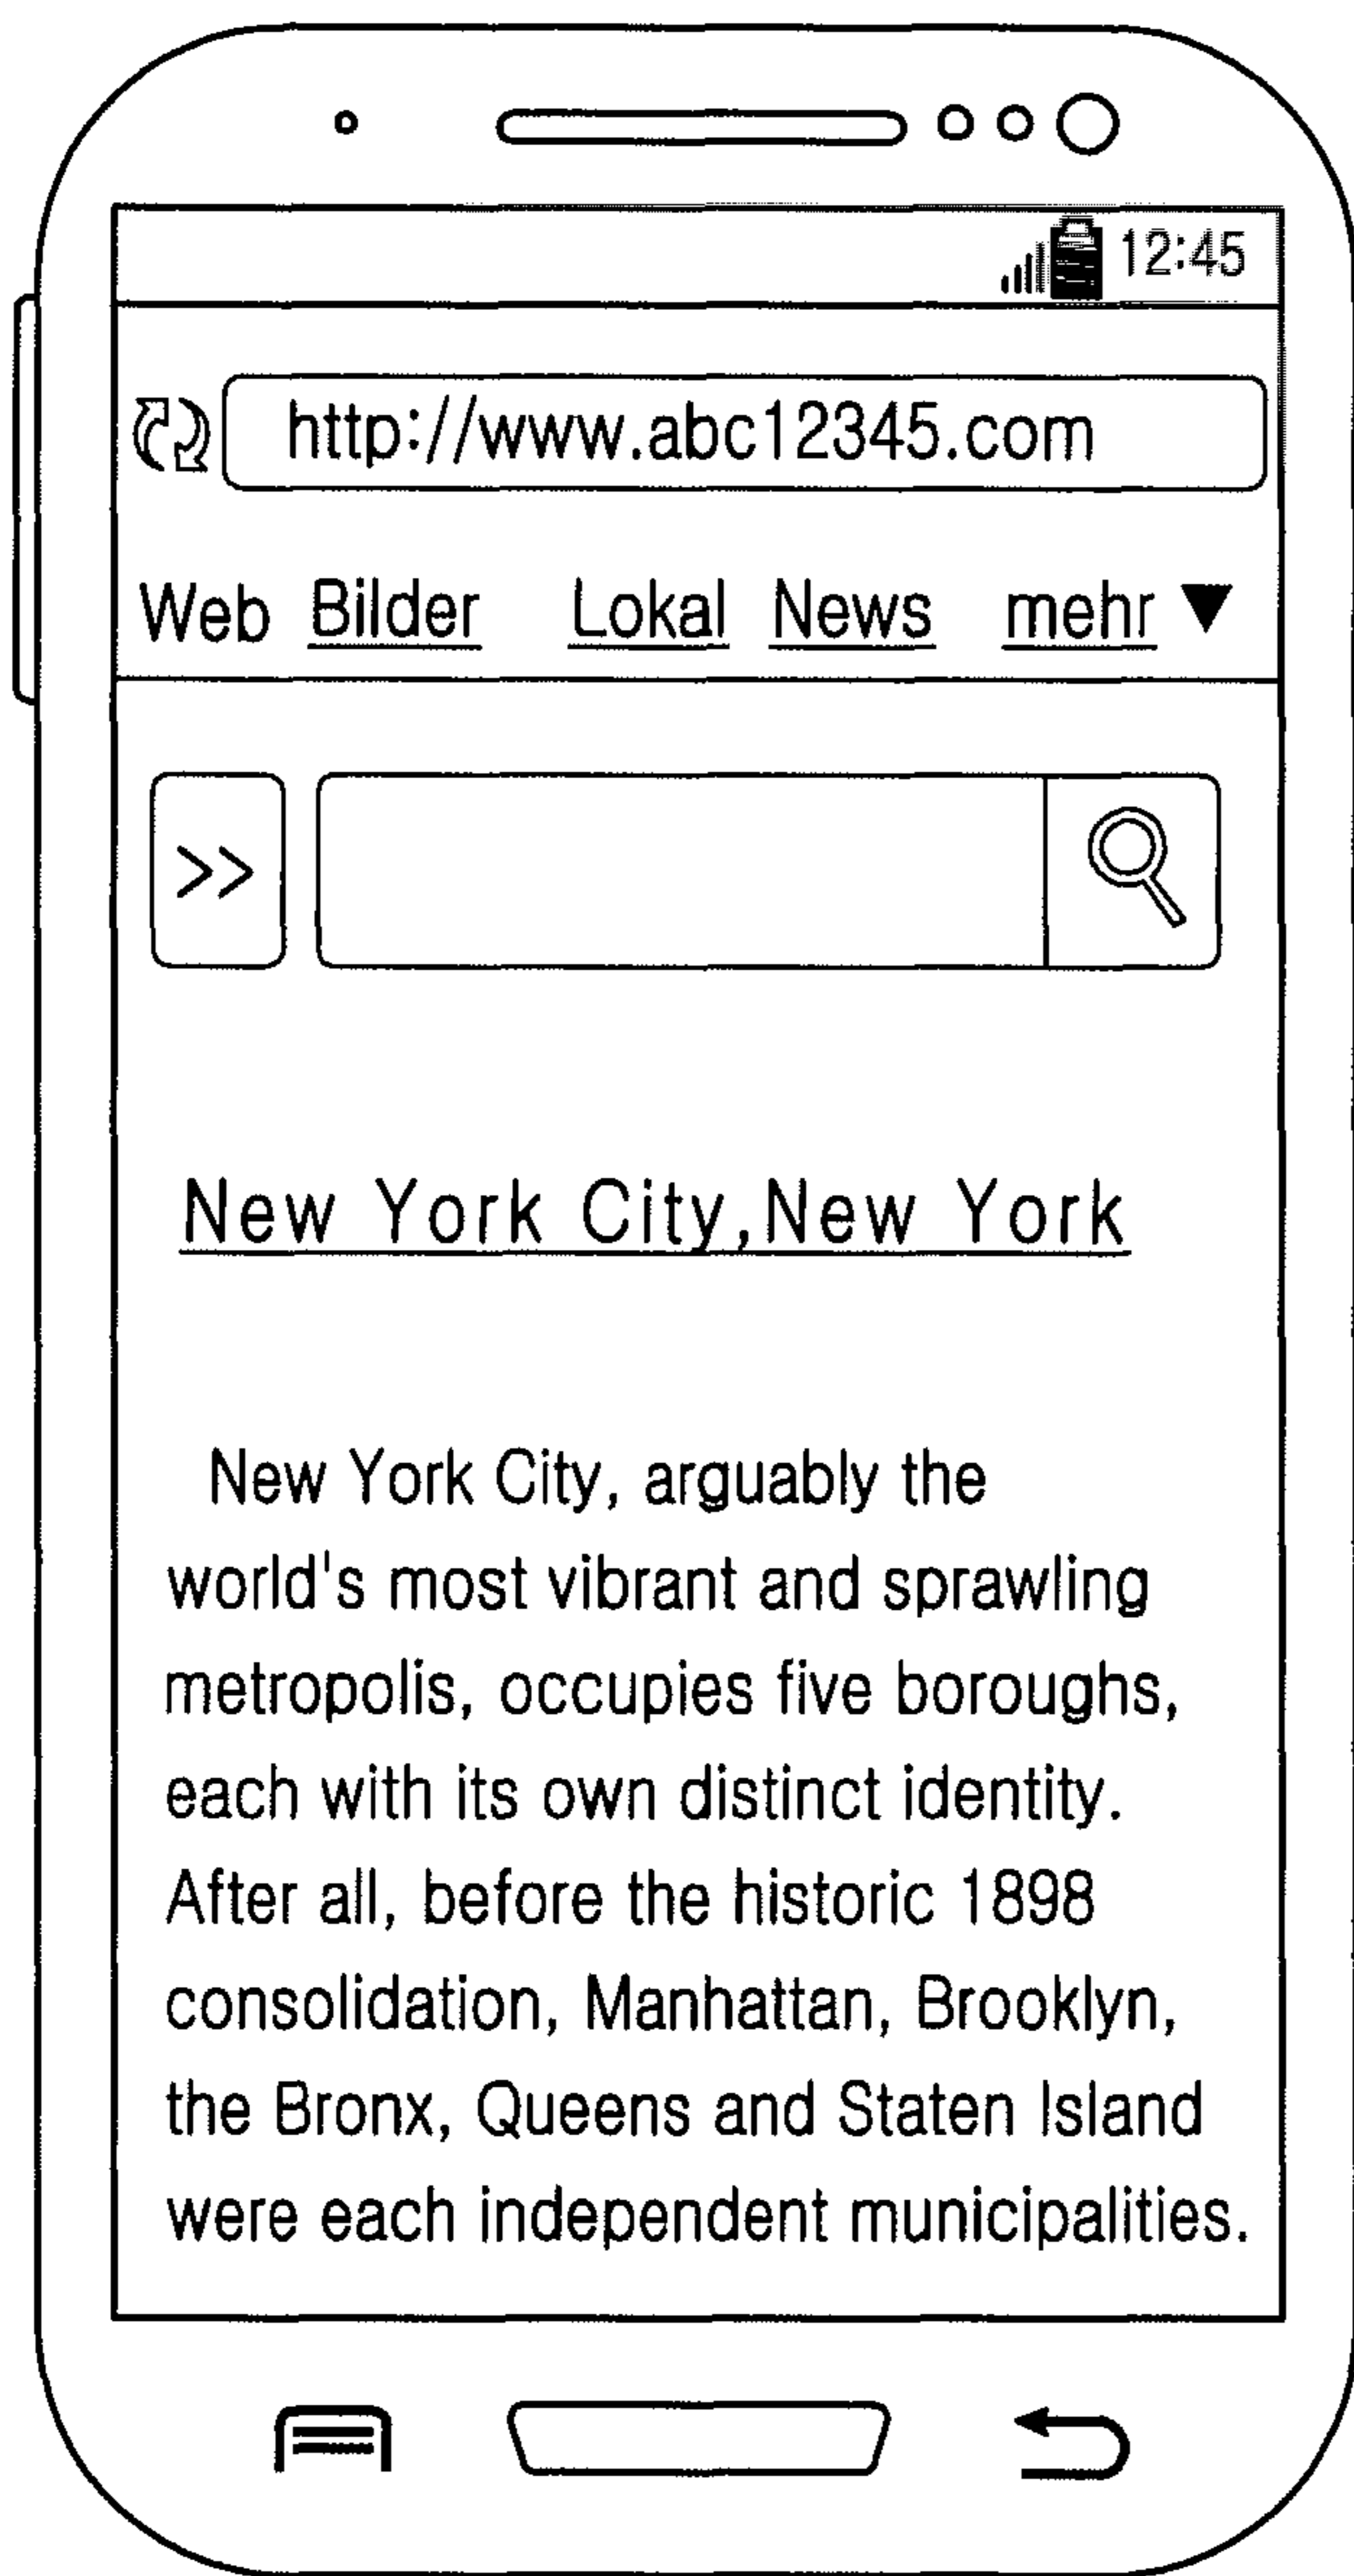 12:45
http://www.abc12345.com
Web Bilder Lokal News mehr ▼
>>
New York City,New York
New York City, arguably the
world's most vibrant and sprawling
metropolis, occupies five boroughs,
each with its own distinct identity.
After all, before the historic 1898
consolidation, Manhattan, Brooklyn,
the Bronx, Queens and Staten Island
were each independent municipalities.